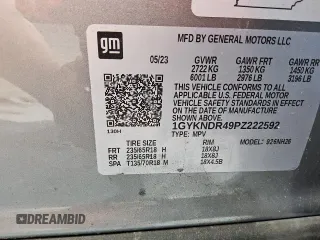 gm
MFD BY GENERAL MOTORS LLC
05/23 GVWR GAWR FRT GAWR RR
2722 KG 1350 KG 1450 KG
6001 LB 2976 LB 3196 LB
THIS VEHICLE CONFORMS TO ALL APPLICABLE
U.S. FEDERAL MOTOR VEHICLE
STANDARDS IN EFFECT ON THE DATE OF
MANUFACTURE SHOWN ABOVE.
1GYKNDR49PZ222592
130H TYPE: MPV
TIRE SIZE RIM MODEL: 926NH26
FRT 235/65R18 H 18X8J
RR 235/65R18 H 18X8J
SPA T135/70R18 M 18X4.5B